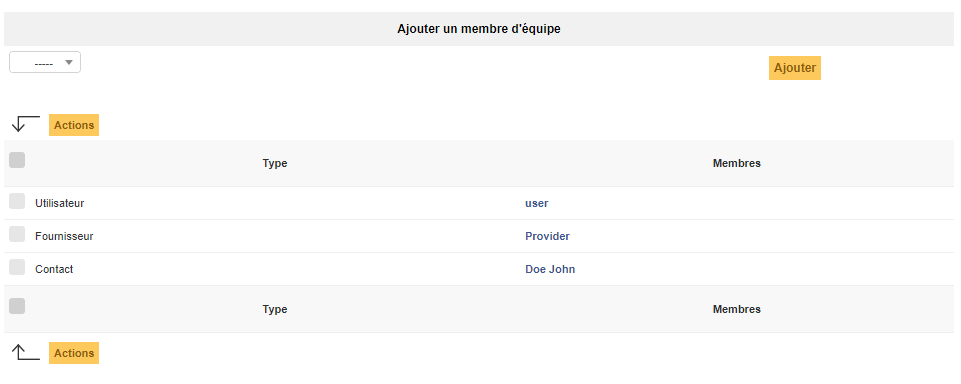 Ajouter un membre d'équipe
-----
Ajouter
Actions
Type Membres
Utilisateur user
Fournisseur Provider
Contact Doe John
Type Membres
Actions